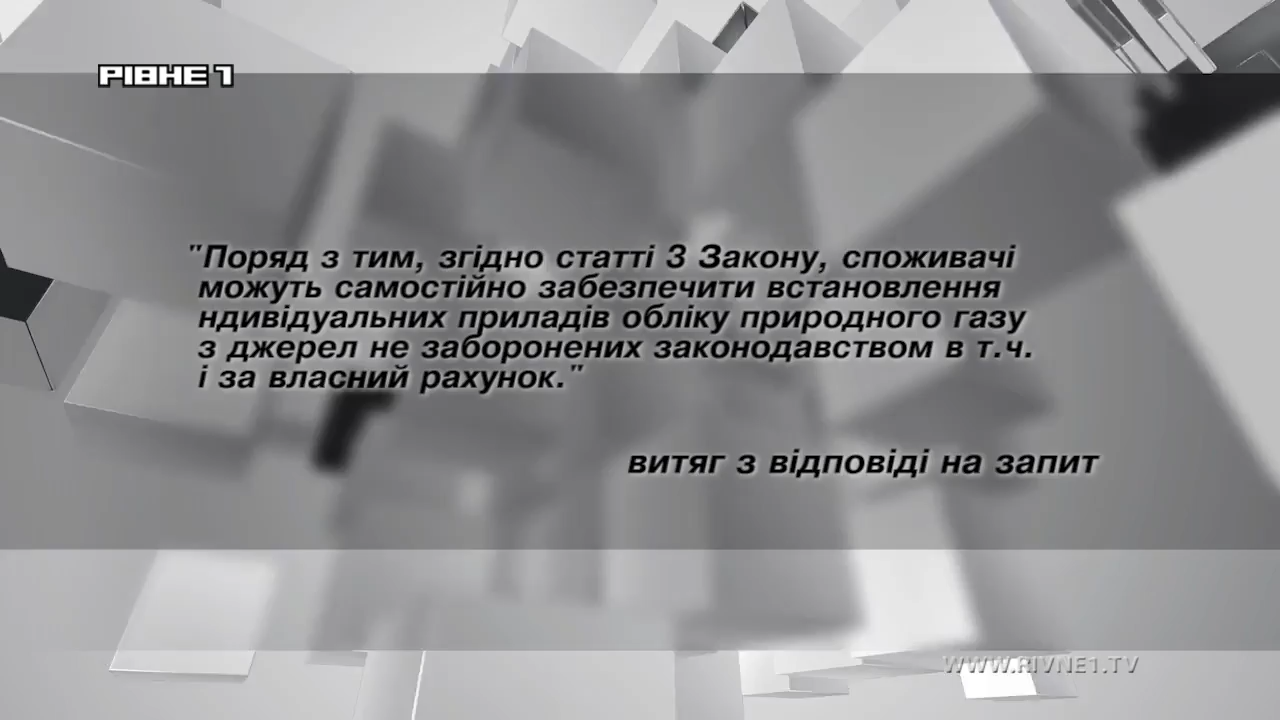 РІВНЕ 1
"Поряд з тим, згідно статті 3 Закону, споживачі
можуть самостійно забезпечити встановлення
ндивідуальних приладів обліку природного газу
з джерел не заборонених законодавством в т.ч.
і за власний рахунок."
витяг з відповіді на запит
WWW.RIVNE1.TV